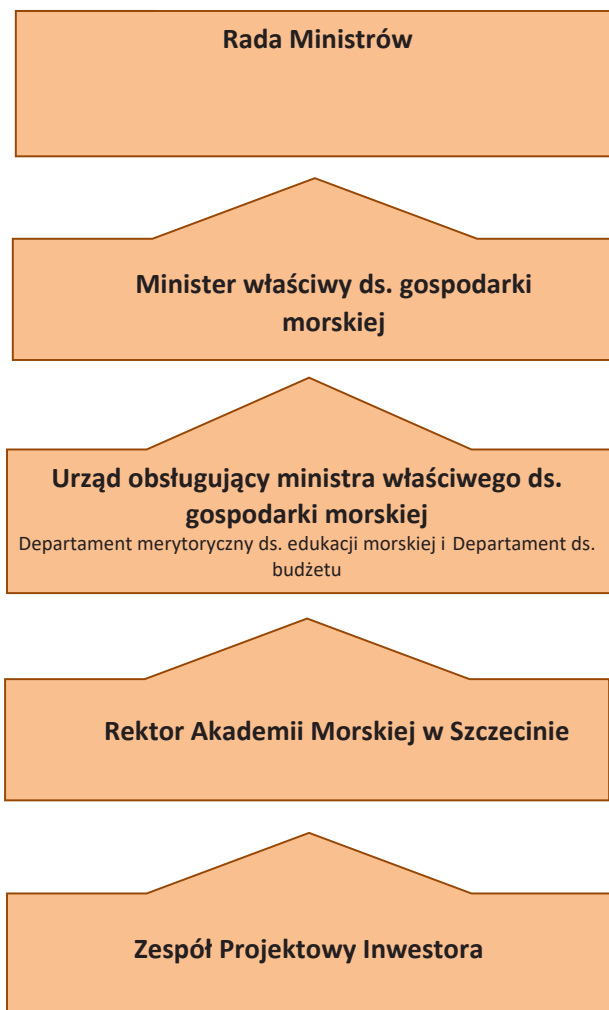 Rada Ministrów
Minister właściwy ds. gospodarki
morskiej
Urząd obsługujący ministra właściwego ds.
gospodarki morskiej
Departament merytoryczny ds. edukacji morskiej i Departament ds.
budżetu
Rektor Akademii Morskiej w Szczecinie
Zespół Projektowy Inwestora